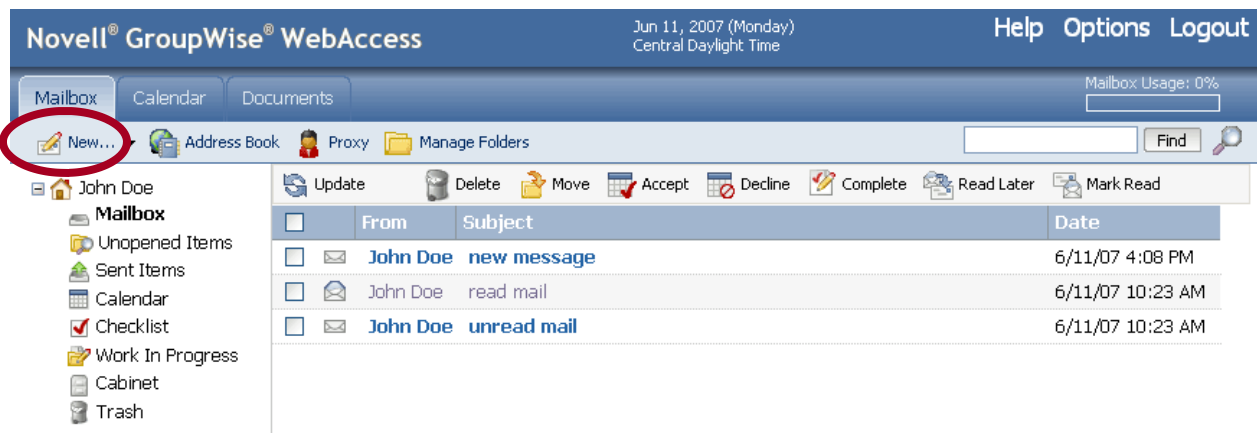 Novell® GroupWise® WebAccess
Jun 11, 2007 (Monday)
Central Daylight Time
Help Options Logout
Mailbox Calendar Documents
Mailbox Usage: 0%
New... Address Book Proxy Manage Folders
Find
John Doe
Mailbox
Unopened Items
Sent Items
Calendar
Checklist
Work In Progress
Cabinet
Trash
Update Delete Move Accept Decline Complete Read Later Mark Read
From Subject Date
John Doe new message 6/11/07 4:08 PM
John Doe read mail 6/11/07 10:23 AM
John Doe unread mail 6/11/07 10:23 AM